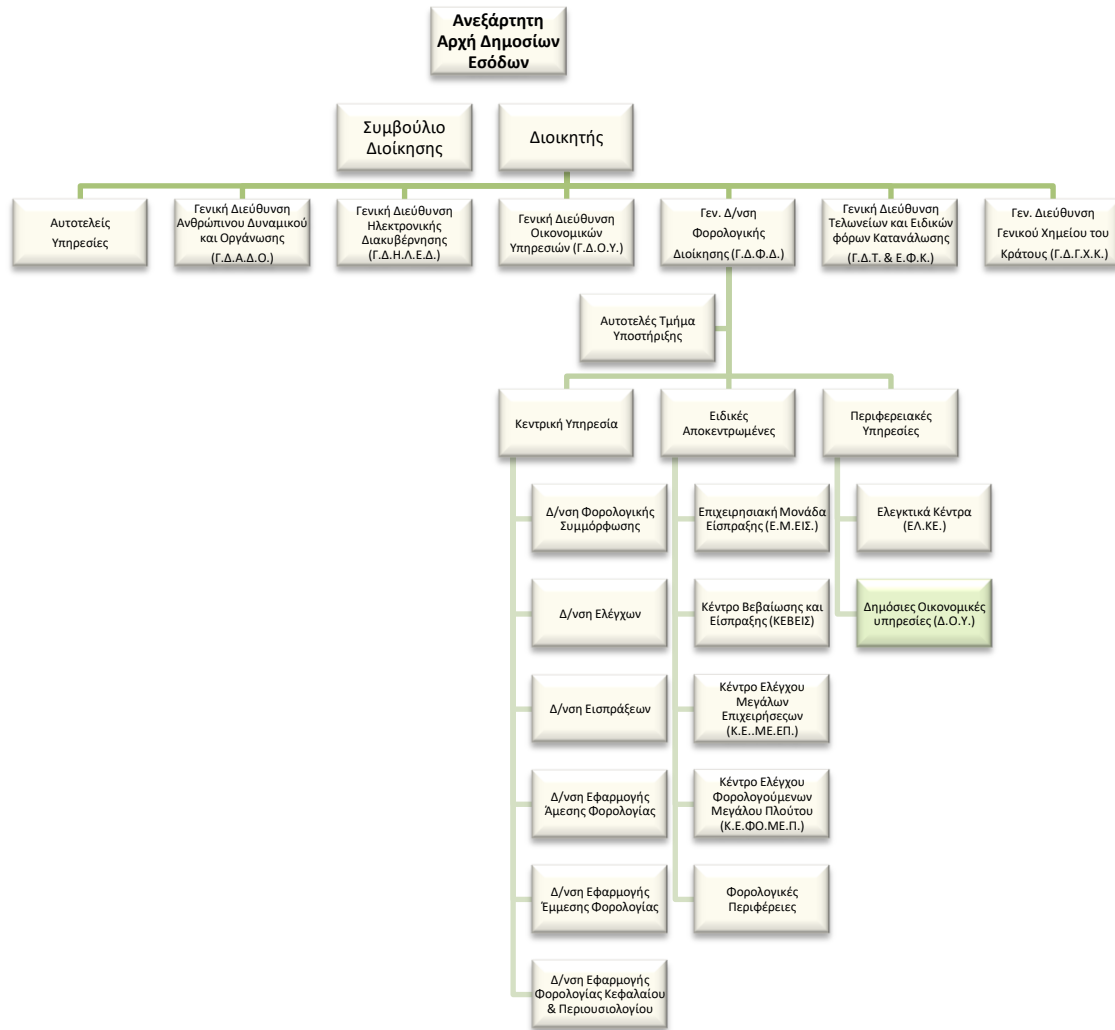 Ανεξάρτητη
Αρχή Δημοσίων
Εσόδων
Συμβούλιο
Διοίκησης
Διοικητής
Αυτοτελείς
Υπηρεσίες
Γενική Διεύθυνση
Ανθρώπινου Δυναμικού
και Οργάνωσης
(Γ.Δ.Α.Δ.Ο.)
Γενική Διεύθυνση
Ηλεκτρονικής
Διακυβέρνησης
(Γ.Δ.Η.Λ.Ε.Δ.)
Γενική Διεύθυνση
Οικονομικών
Υπηρεσιών (Γ.Δ.Ο.Υ.)
Γεν. Δ/νση
Φορολογικής
Διοίκησης (Γ.Δ.Φ.Δ.)
Γενική Διεύθυνση
Τελωνείων και Ειδικών
φόρων Κατανάλωσης
(Γ.Δ.Τ. & Ε.Φ.Κ.)
Γεν. Διεύθυνση
Γενικού Χημείου του
Κράτους (Γ.Δ.Γ.Χ.Κ.)
Αυτοτελές Τμήμα
Υποστήριξης
Κεντρική Υπηρεσία
Ειδικές
Αποκεντρωμένες
Περιφερειακές
Υπηρεσίες
Δ/νση Φορολογικής
Συμμόρφωσης
Δ/νση Ελέγχων
Δ/νση Εισπράξεων
Δ/νση Εφαρμογής
Άμεσης Φορολογίας
Δ/νση Εφαρμογής
Έμμεσης Φορολογίας
Δ/νση Εφαρμογής
Φορολογίας Κεφαλαίου
& Περιουσιολογίου
Επιχειρησιακή Μονάδα
Είσπραξης (Ε.Μ.ΕΙΣ.)
Κέντρο Βεβαίωσης και
Είσπραξης (ΚΕΒΕΙΣ)
Κέντρο Ελέγχου
Μεγάλων
Επιχειρήσεςων
(Κ.Ε..ΜΕ.ΕΠ.)
Κέντρο Ελέγχου
Φορολογούμενων
Μεγάλου Πλούτου
(Κ.Ε.ΦΟ.ΜΕ.Π.)
Φορολογικές
Περιφέρειες
Ελεγκτικά Κέντρα
(ΕΛ.ΚΕ.)
Δημόσιες Οικονομικές
υπηρεσίες (Δ.Ο.Υ.)